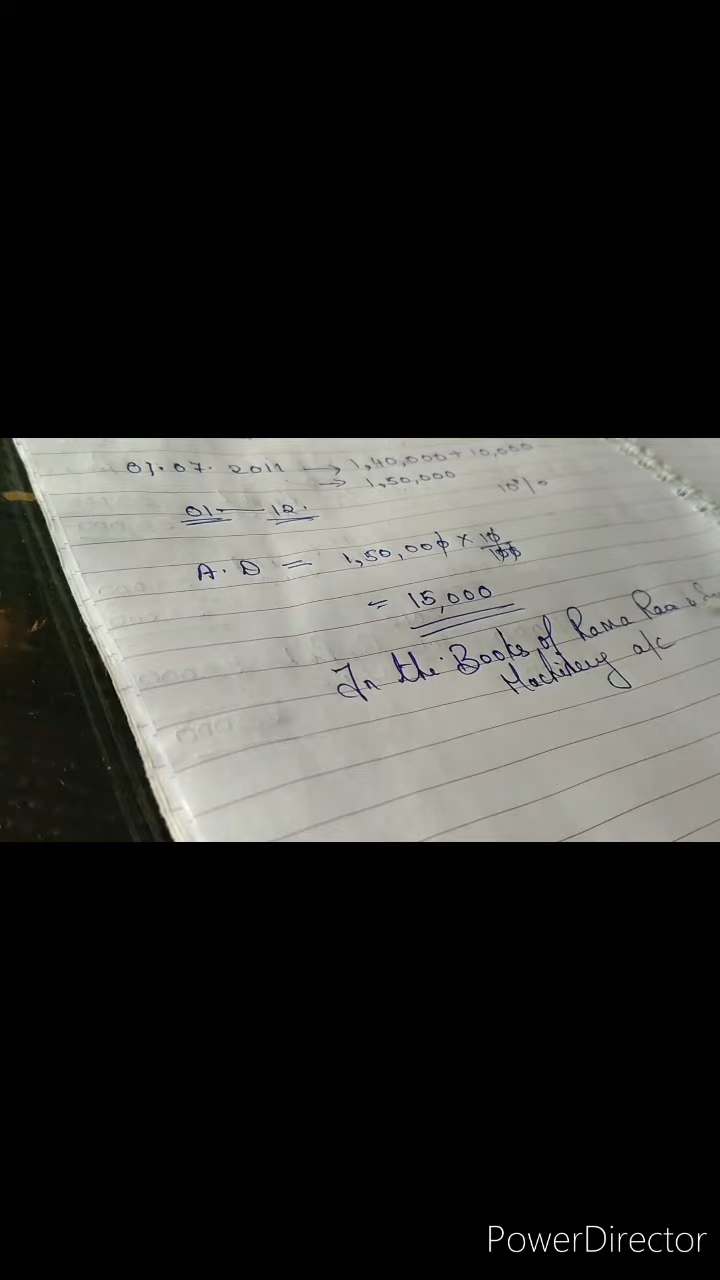 01.07.2011 → 1,40,000 + 10,000
→ 1,50,000
10%
01 — 12.
A.D = 1,50,000 × 10/100
= 15,000
In the Books of Rama Rao &
Machinery a/c
PowerDirector